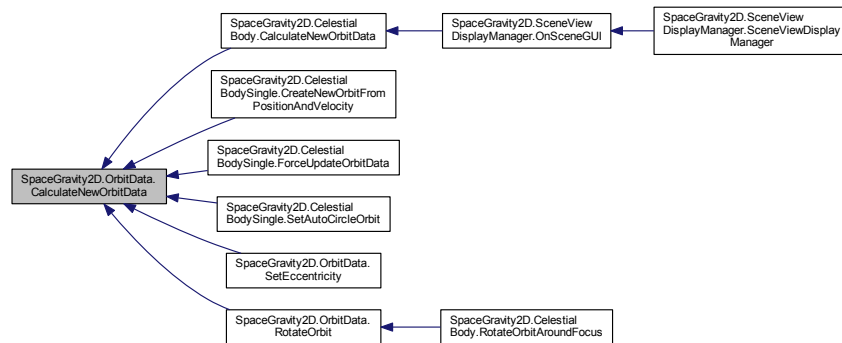 SpaceGravity2D.Celestial
Body.CalculateNewOrbitData
SpaceGravity2D.SceneView
DisplayManager.OnSceneGUI
SpaceGravity2D.SceneView
DisplayManager.SceneViewDisplay
Manager
SpaceGravity2D.Celestial
BodySingle.CreateNewOrbitFrom
PositionAndVelocity
SpaceGravity2D.Celestial
BodySingle.ForceUpdateOrbitData
SpaceGravity2D.OrbitData.
CalculateNewOrbitData
SpaceGravity2D.Celestial
BodySingle.SetAutoCircleOrbit
SpaceGravity2D.OrbitData.
SetEccentricity
SpaceGravity2D.OrbitData.
RotateOrbit
SpaceGravity2D.Celestial
Body.RotateOrbitAroundFocus